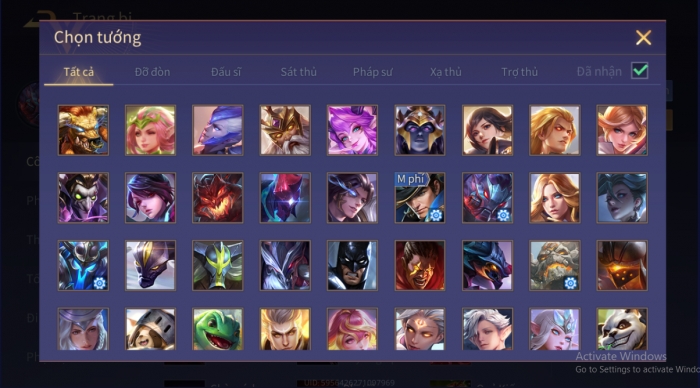 Trang bị
Chọn tướng
Tất cả
Đỡ đòn
Đấu sĩ
Sát thủ
Pháp sư
Xạ thủ
Trợ thủ
Đã nhận
M phí
Activate Windows
Go to Settings to activate Wind